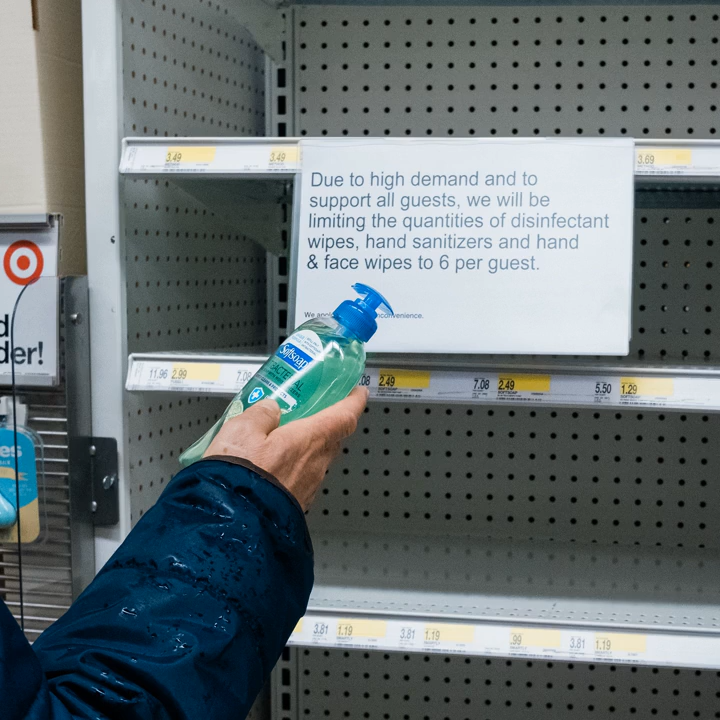 3.49
3.49
3.69
Due to high demand and to
support all guests, we will be
limiting the quantities of disinfectant
wipes, hand sanitizers and hand
& face wipes to 6 per guest.
We
convenience.
der!
Softsoap
11.96 2.99
7.08
2.49
7.08 2.49
5.50 1.29
3.81 1.19
3.81 1.19
.99
3.81 1.19